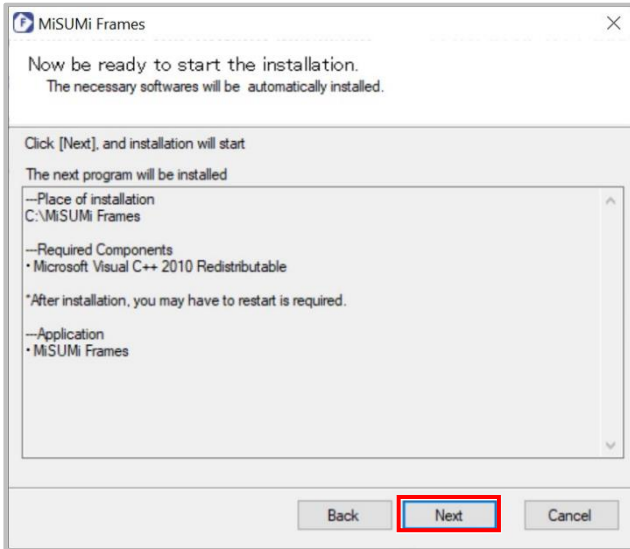 MiSUMi Frames
Now be ready to start the installation.
The necessary softwares will be automatically installed.
Click [Next], and installation will start
The next program will be installed
---Place of installation
C:\MiSUMi Frames
---Required Components
・Microsoft Visual C++ 2010 Redistributable
*After installation, you may have to restart is required.
---Application
・MiSUMi Frames
Back
Next
Cancel